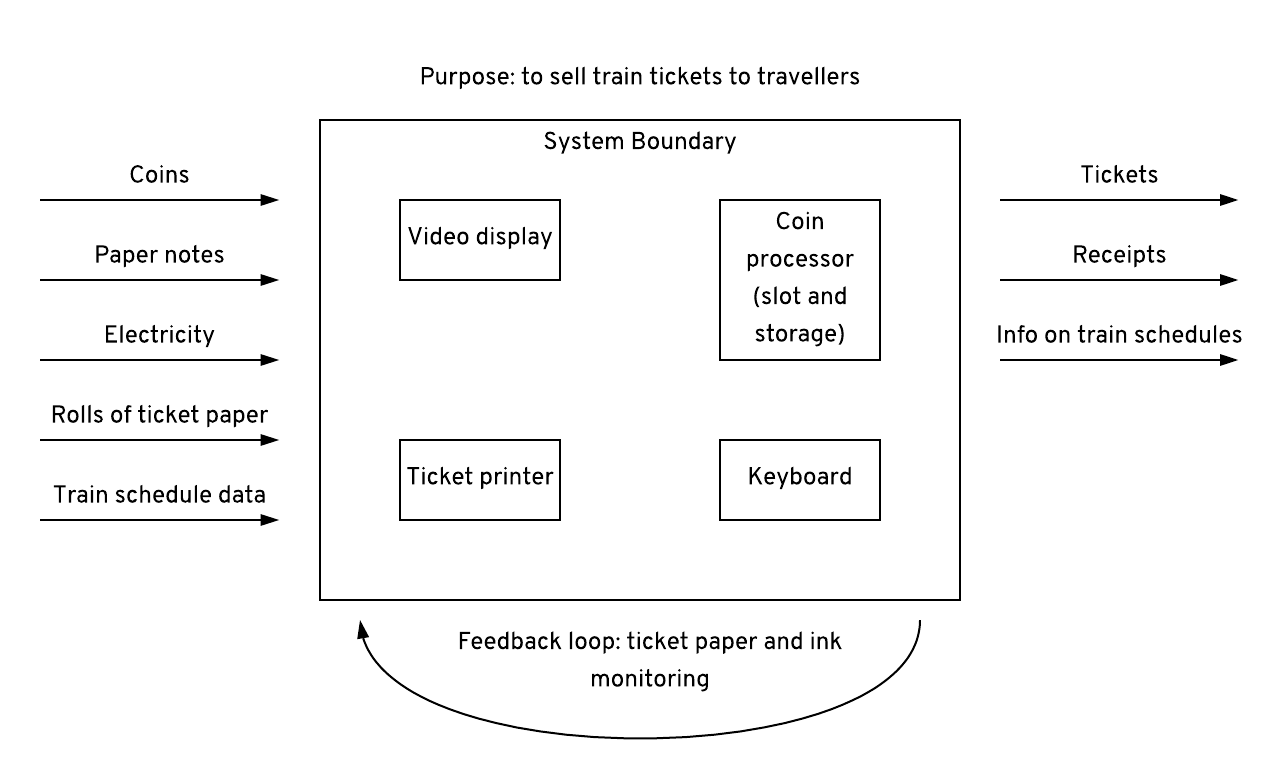 Purpose: to sell train tickets to travellers
System Boundary
Coins
Paper notes
Electricity
Rolls of ticket paper
Train schedule data
Video display
Coin
processor
(slot and
storage)
Ticket printer
Keyboard
Tickets
Receipts
Info on train schedules
Feedback loop: ticket paper and ink
monitoring